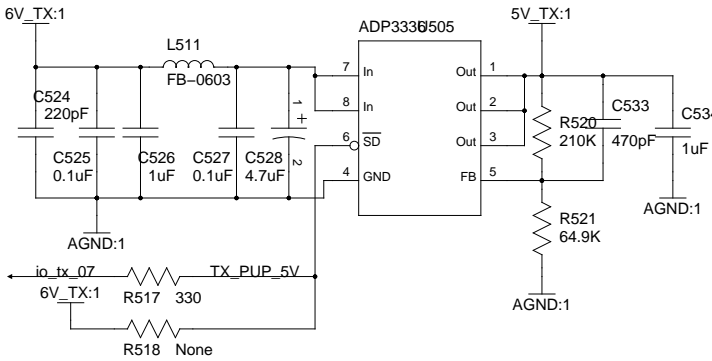 6V_TX:1
5V_TX:1
L511
ADP3336
U505
FB-0603
C524
220pF
C525
0.1uF
C526
1uF
C527
0.1uF
C528
4.7uF
1 +
2
7 In
8 In
6 SD
4 GND
Out 1
Out 2
Out 3
FB 5
R520
210K
C533
470pF
C534
1uF
R521
64.9K
AGND:1
AGND:1
AGND:1
io_tx_07
TX_PUP_5V
R517 330
6V_TX:1
R518 None